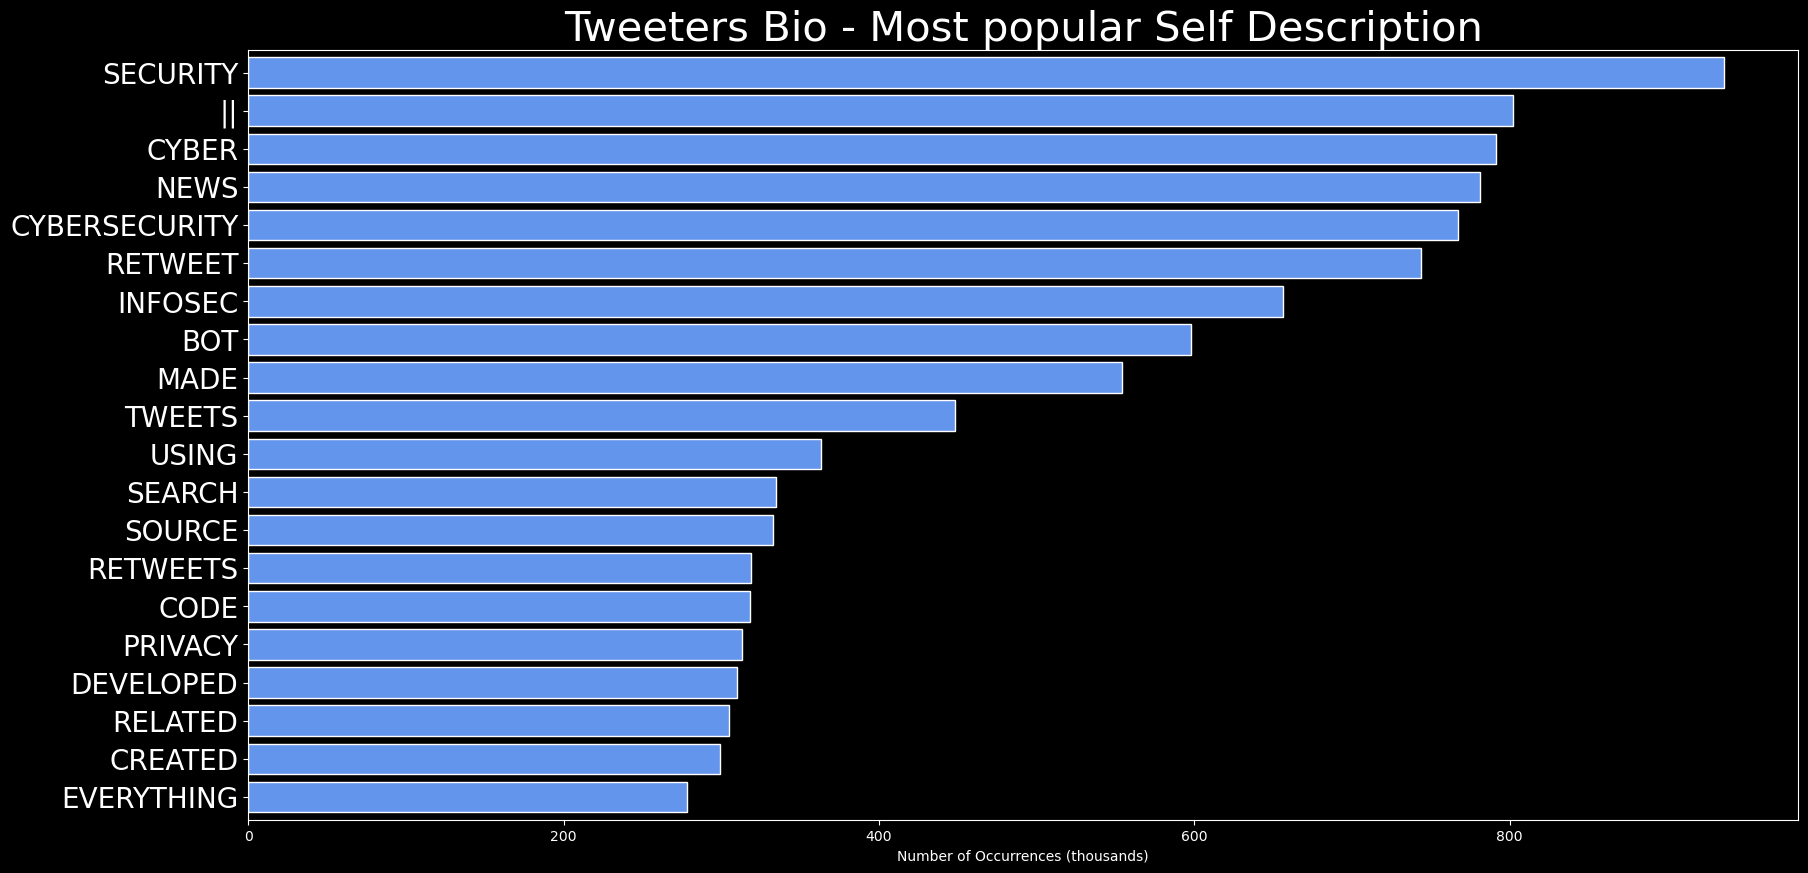 Tweeters Bio - Most popular Self Description
SECURITY
||
CYBER
NEWS
CYBERSECURITY
RETWEET
INFOSEC
BOT
MADE
TWEETS
USING
SEARCH
SOURCE
RETWEETS
CODE
PRIVACY
DEVELOPED
RELATED
CREATED
EVERYTHING
0 200 400 600 800
Number of Occurrences (thousands)